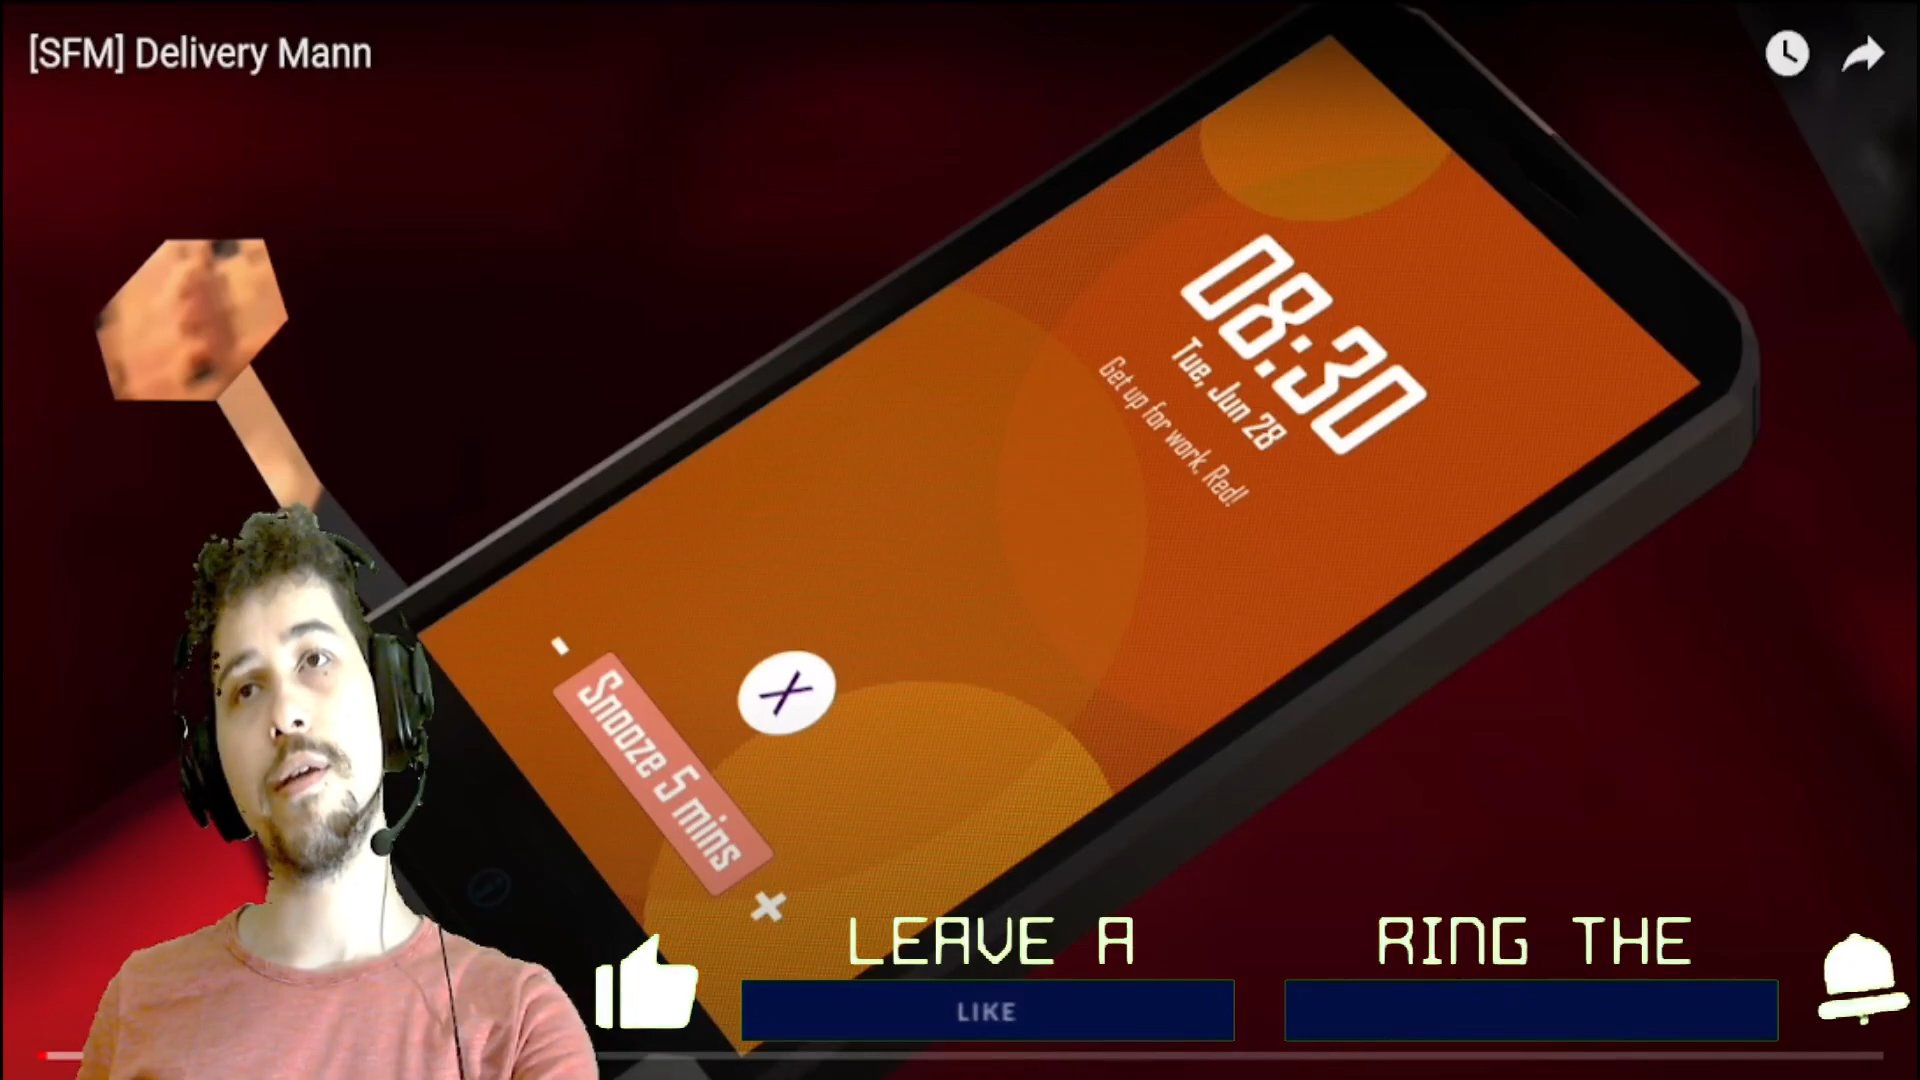 [SFM] Delivery Mann
08:30
Tue, Jun 28
Get up for work, Red!
X
Snooze 5 mins
LEAVE A
RING THE
LIKE